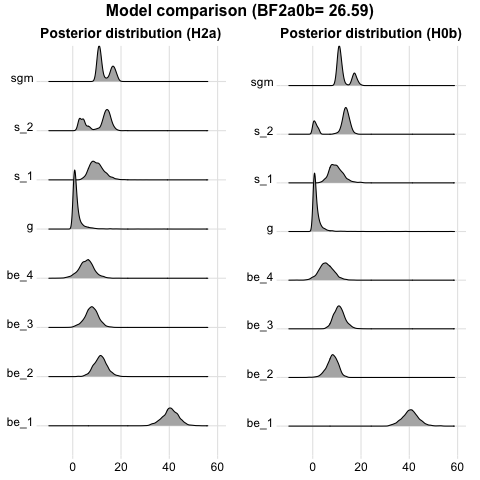 Model comparison (BF2a0b= 26.59)
Posterior distribution (H2a)
sgm
s_2
s_1
g
be_4
be_3
be_2
be_1
0 20 40 60
Posterior distribution (H0b)
sgm
s_2
s_1
g
be_4
be_3
be_2
be_1
0 20 40 60